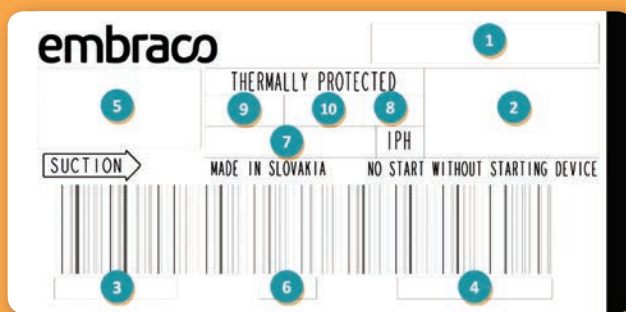 embraco
1
5
THERMALLY PROTECTED
2
9 10 8
7 1PH
SUCTION
MADE IN SLOVAKIA NO START WITHOUT STARTING DEVICE
3 6 4